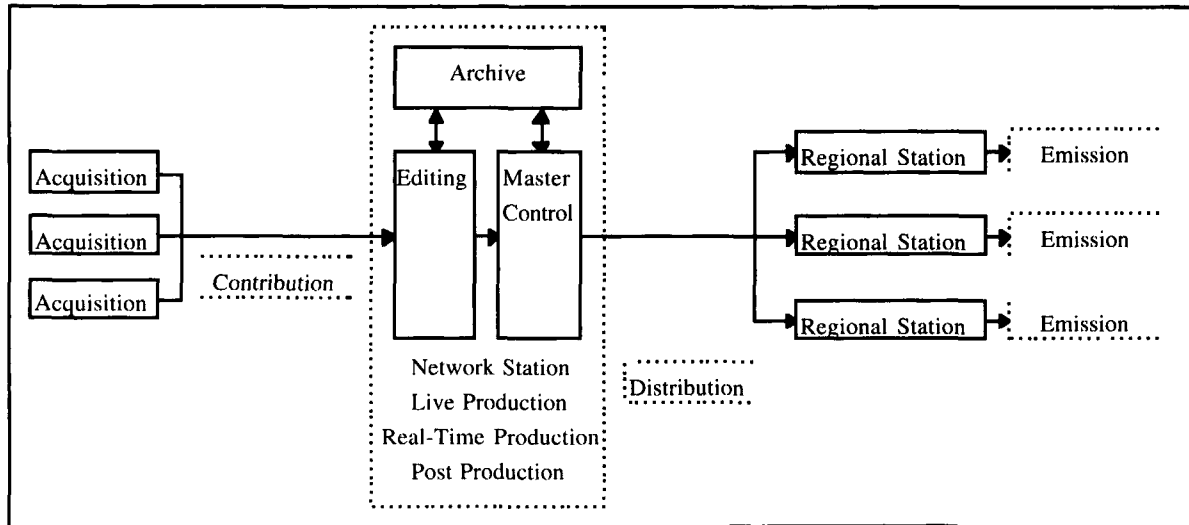 Archive
Acquisition
Acquisition
Acquisition
Contribution
Editing
Master
Control
Network Station
Live Production
Real-Time Production
Post Production
Distribution
Regional Station
Emission
Regional Station
Emission
Regional Station
Emission